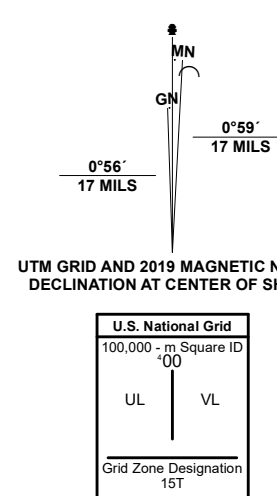 MN
GN
0°59´
17 MILS
0°56´
17 MILS
UTM GRID AND 2019 MAGNETIC N
DECLINATION AT CENTER OF SH
U.S. National Grid
100,000 - m Square ID
⁴00
UL VL
Grid Zone Designation
15T